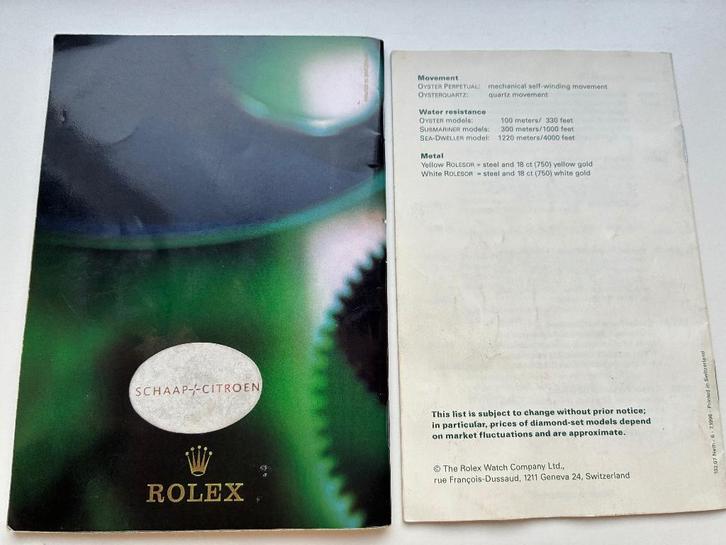 SCHAAP+CITROEN
ROLEX
Movement
OYSTER PERPETUAL: mechanical self-winding movement
OYSTERQUARTZ: quartz movement
Water resistance
OYSTER models: 100 meters/ 330 feet
SUBMARINER models: 300 meters/1000 feet
SEA-DWELLER model: 1220 meters/4000 feet
Metal
Yellow ROLESOR = steel and 18 ct (750) yellow gold
White ROLESOR = steel and 18 ct (750) white gold
This list is subject to change without prior notice;
in particular, prices of diamond-set models depend
on market fluctuations and are approximate.
© The Rolex Watch Company Ltd.,
rue François-Dussaud, 1211 Geneva 24, Switzerland
Printed in Switzerland